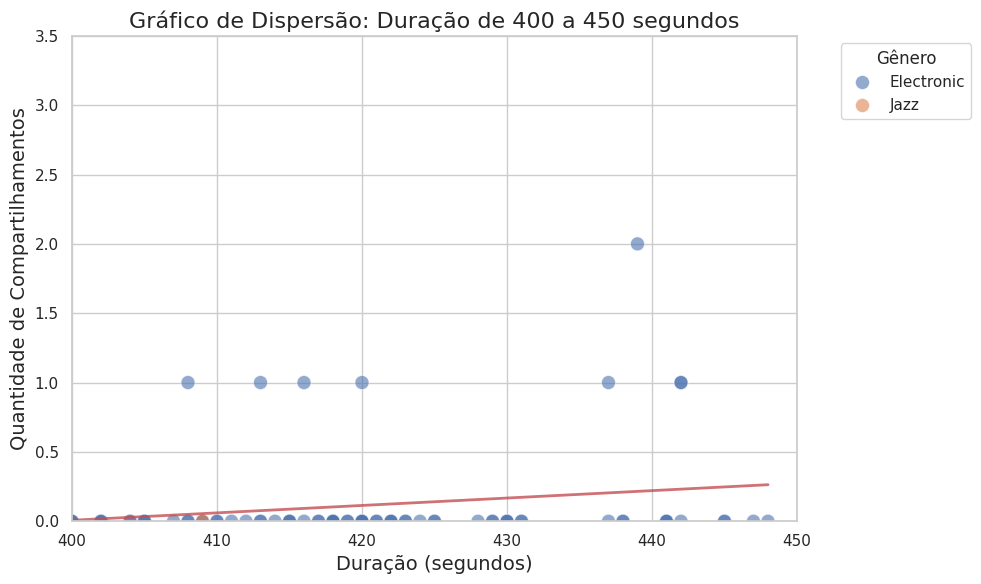 Gráfico de Dispersão: Duração de 400 a 450 segundos
Gênero
Electronic
Jazz
Quantidade de Compartilhamentos
3.5
3.0
2.5
2.0
1.5
1.0
0.5
0.0
400 410 420 430 440 450
Duração (segundos)